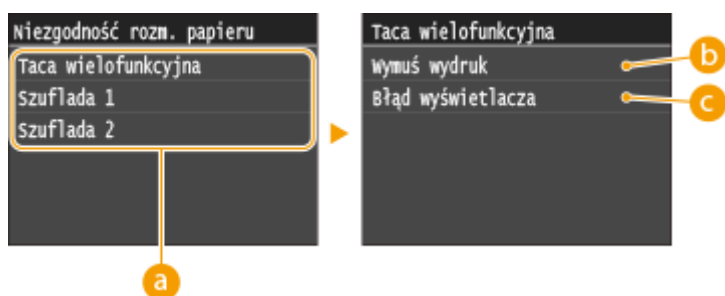 Niezgodność rozm. papieru
Taca wielofunkcyjna
Szuflada 1
Szuflada 2
a
Taca wielofunkcyjna
Wymuś wydruk
b
Błąd wyświetlacza
c